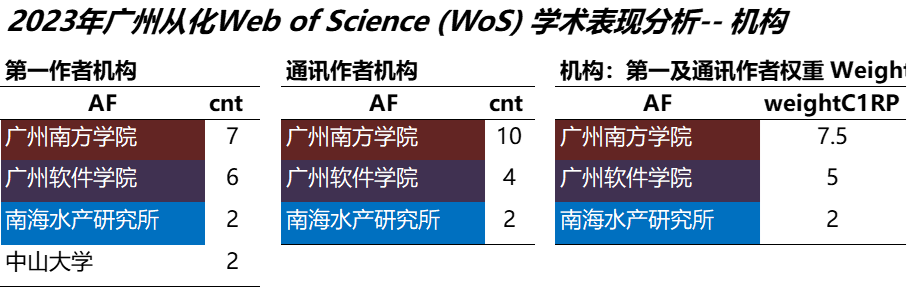 2023年广州从化Web of Science (WoS) 学术表现分析-- 机构
第一作者机构 通讯作者机构 机构：第一及通讯作者权重 Weight
AF cnt AF cnt AF weightC1RP
广州南方学院 7 广州南方学院 10 广州南方学院 7.5
广州软件学院 6 广州软件学院 4 广州软件学院 5
南海水产研究所 2 南海水产研究所 2 南海水产研究所 2
中山大学 2